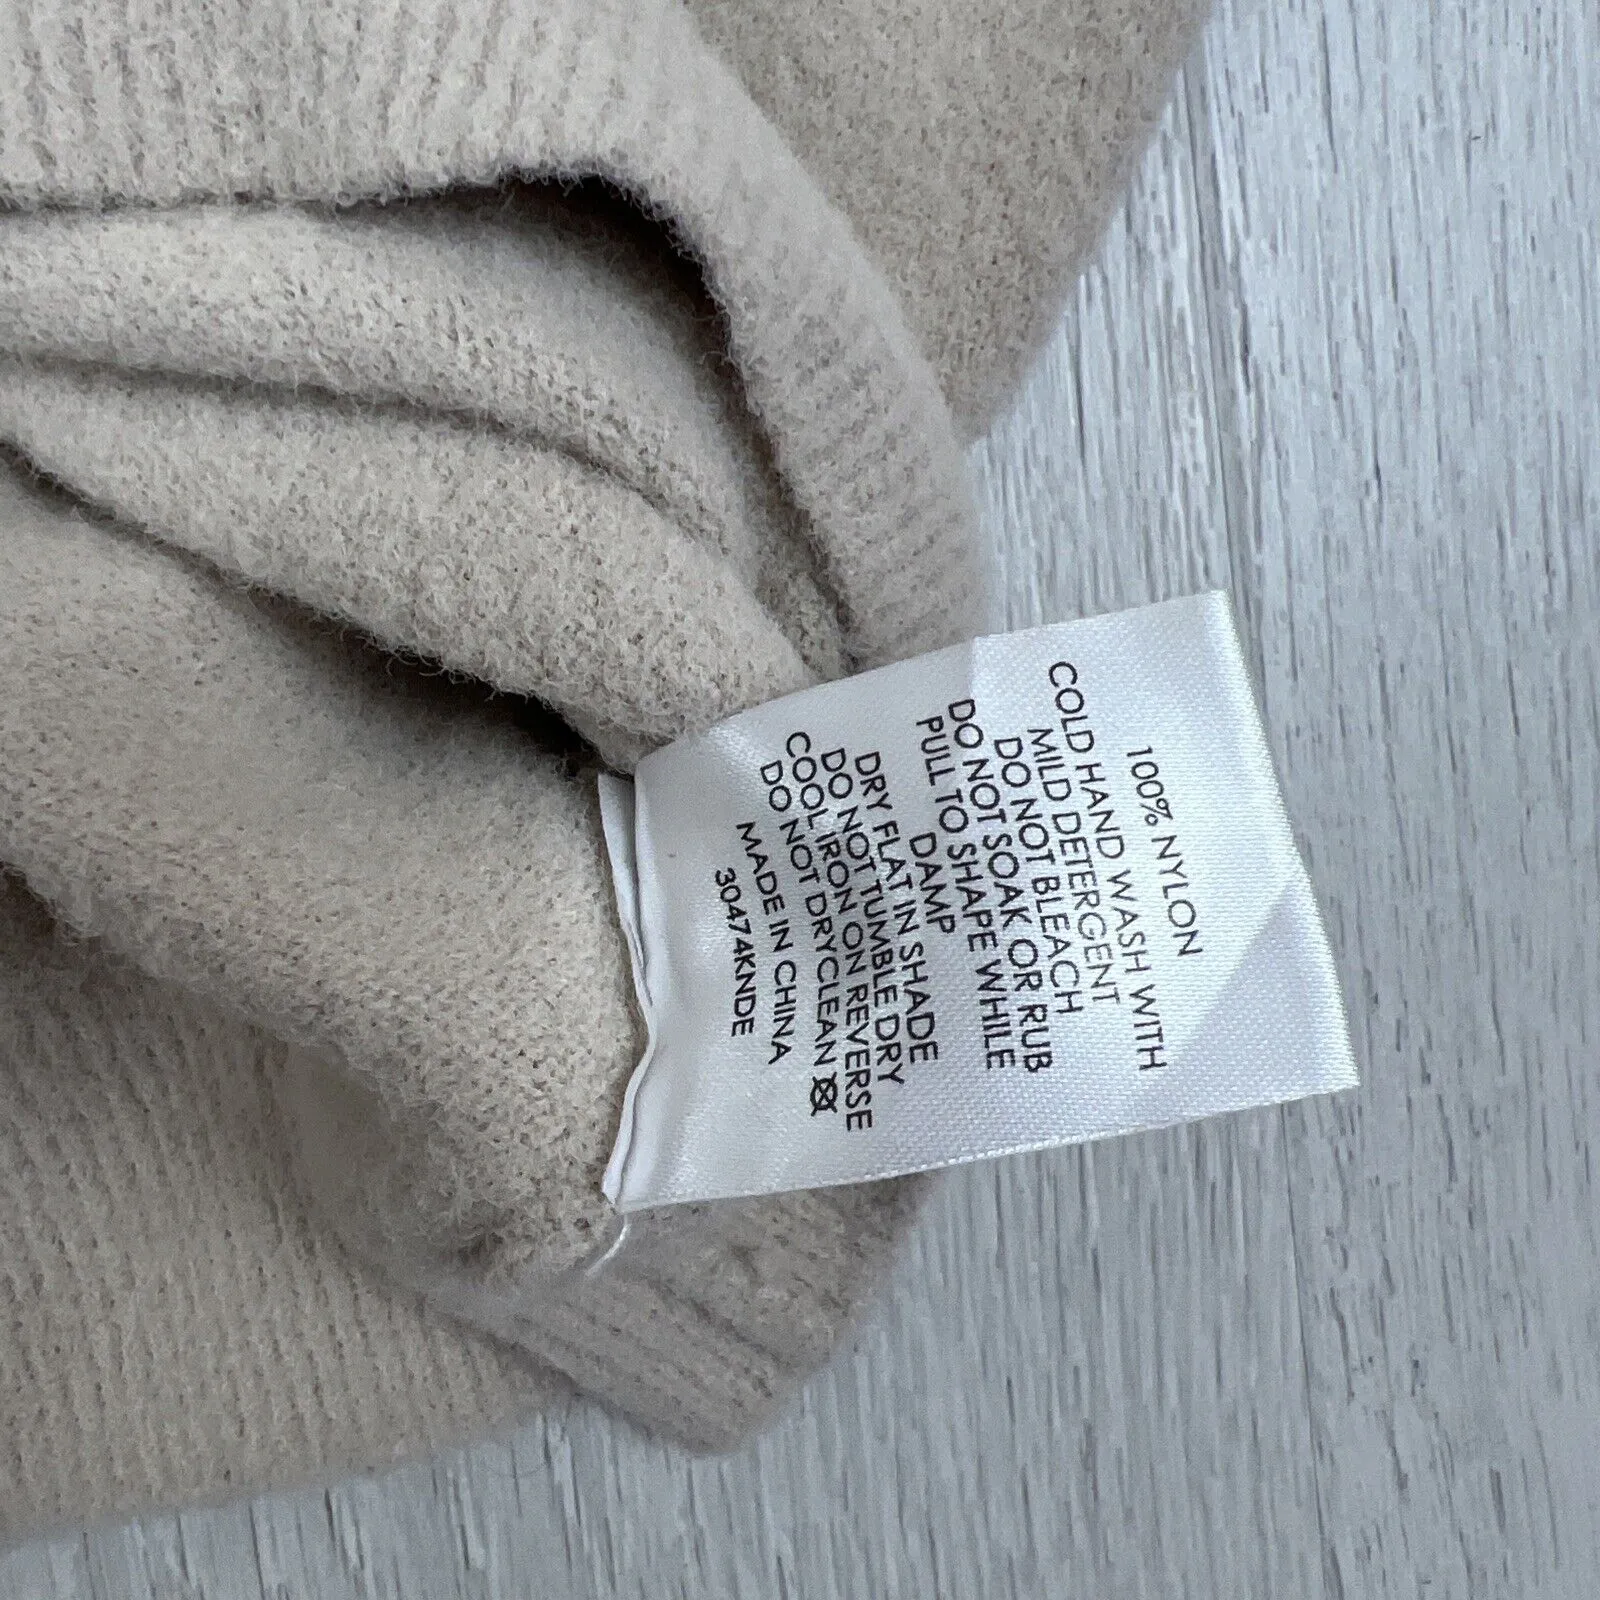 100% NYLON
COLD HAND WASH WITH
MILD DETERGENT
DO NOT BLEACH
DO NOT SOAK OR RUB
PULL TO SHAPE WHILE
DAMP
DRY FLAT IN SHADE
DO NOT TUMBLE DRY
COOL IRON ON REVERSE
DO NOT DRYCLEAN
MADE IN CHINA
30474KNDE